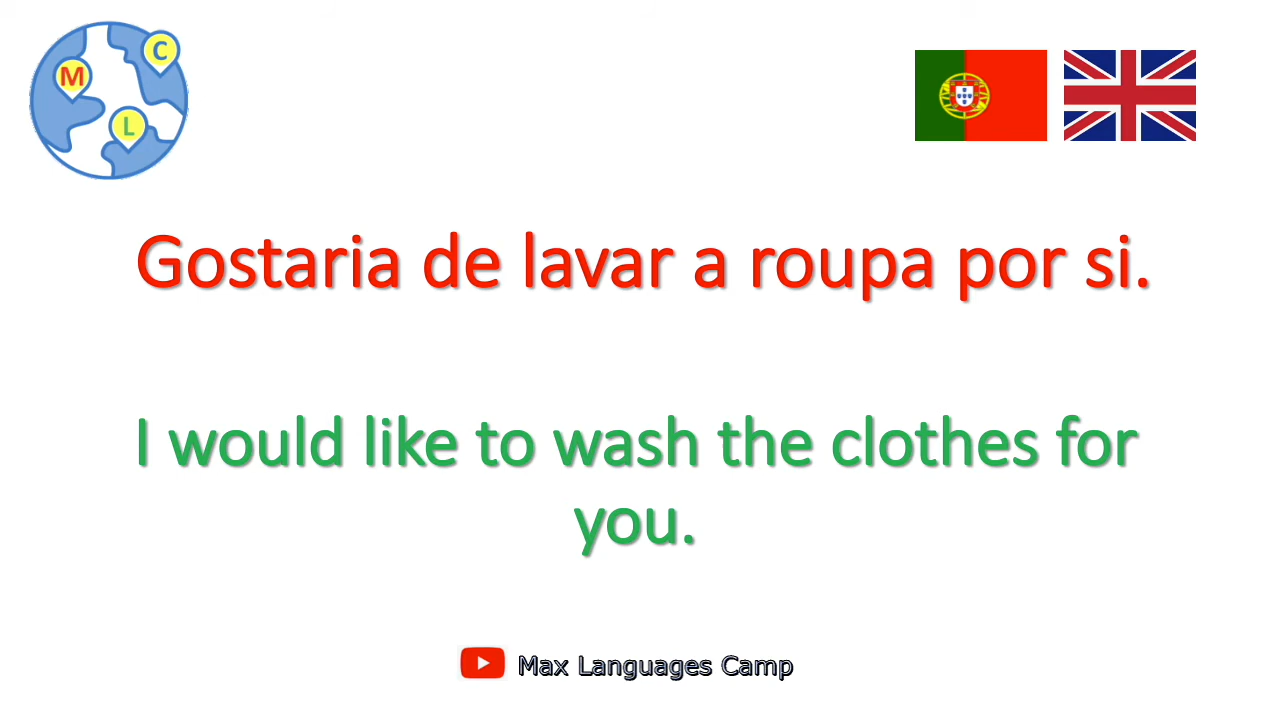 M
C
L
Gostaria de lavar a roupa por si.
I would like to wash the clothes for
you.
Max Languages Camp